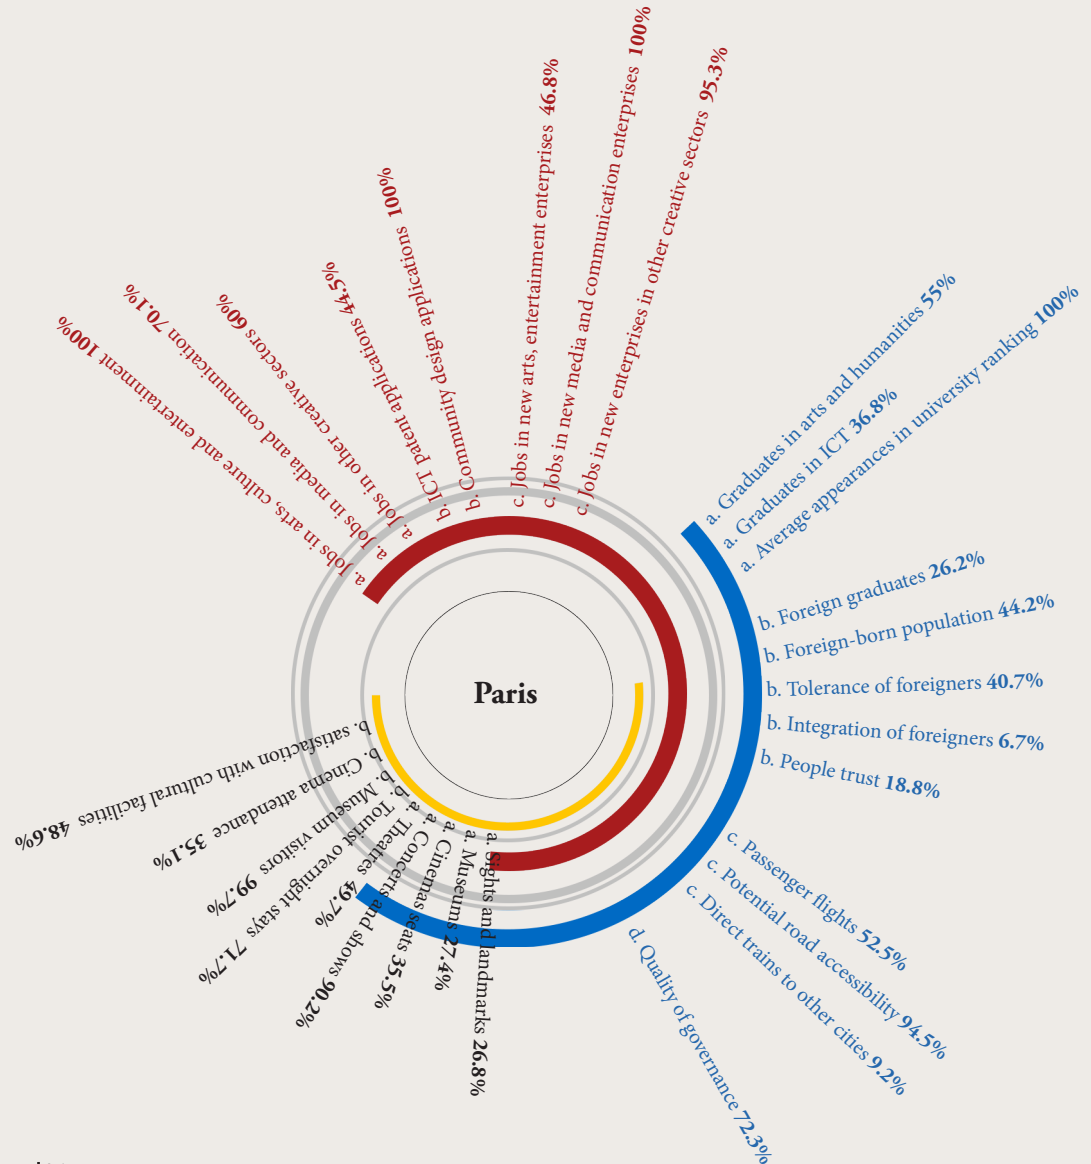 a. Jobs in arts, culture and entertainment 100%
a. Jobs in media and communication 70.1%
a. Jobs in other creative sectors 60%
b. ICT patent applications 44.5%
b. Community design applications 100%
c. Jobs in new arts, entertainment enterprises 46.8%
c. Jobs in new media and communication enterprises 100%
c. Jobs in new enterprises in other creative sectors 95.3%
a. Graduates in arts and humanities 55%
a. Graduates in ICT 36.8%
a. Average appearances in university ranking 100%
b. Foreign graduates 26.2%
b. Foreign-born population 44.2%
b. Tolerance of foreigners 40.7%
b. Integration of foreigners 6.7%
b. People trust 18.8%
c. Passenger flights 52.5%
c. Potential road accessibility 94.5%
c. Direct trains to other cities 9.2%
d. Quality of governance 72.3%
a. Sights and landmarks 26.8%
a. Museums 27.4%
a. Cinemas seats 35.5%
a. Concerts and shows 90.2%
a. Theatres 49.7%
b. Tourist overnight stays 71.7%
b. Museum visitors 99.7%
b. Cinema attendance 35.1%
b. satisfaction with cultural facilities 48.6%
Paris